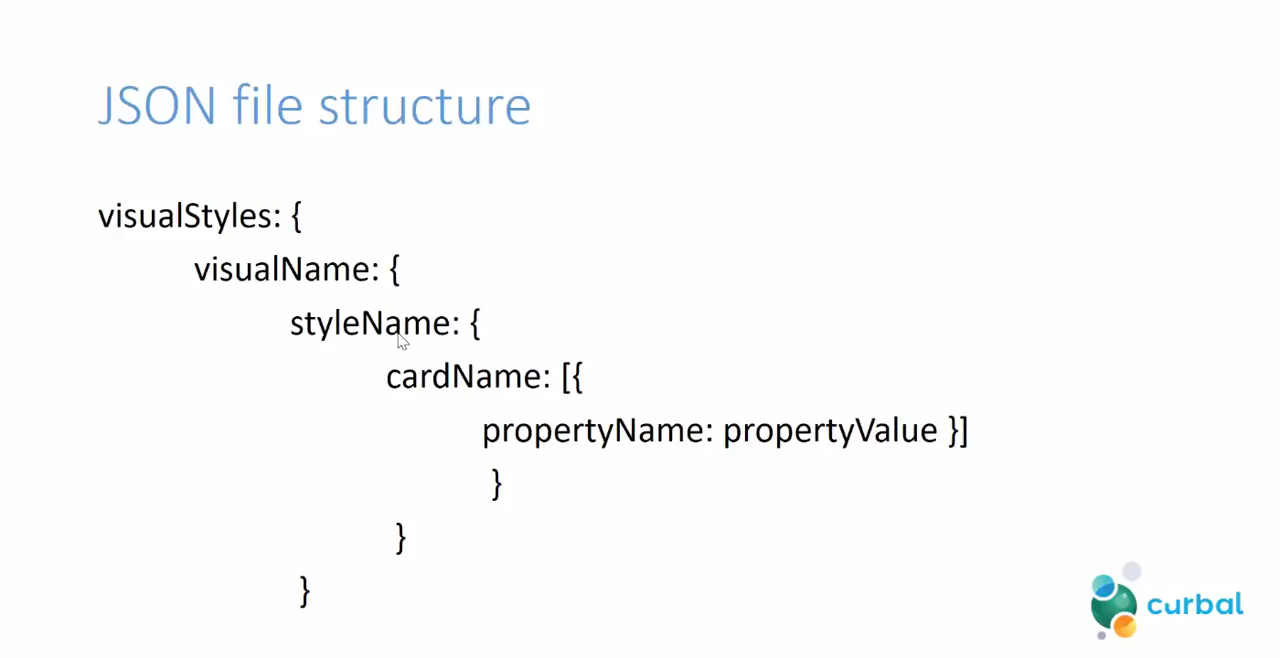 JSON file structure
visualStyles: {
visualName: {
styleName: {
cardName: [{
propertyName: propertyValue }]
}
}
}
curbal